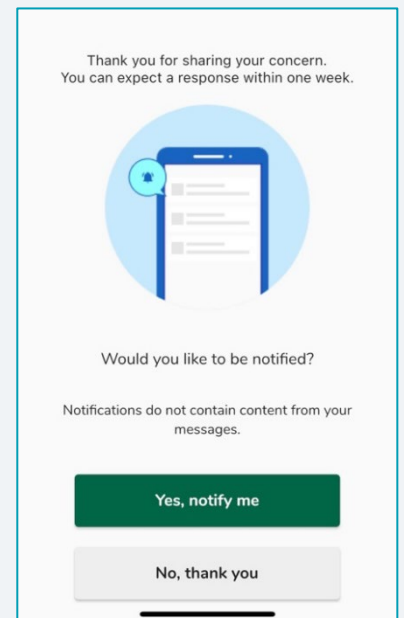 Thank you for sharing your concern.
You can expect a response within one week.
Would you like to be notified?
Notifications do not contain content from your
messages.
Yes, notify me
No, thank you